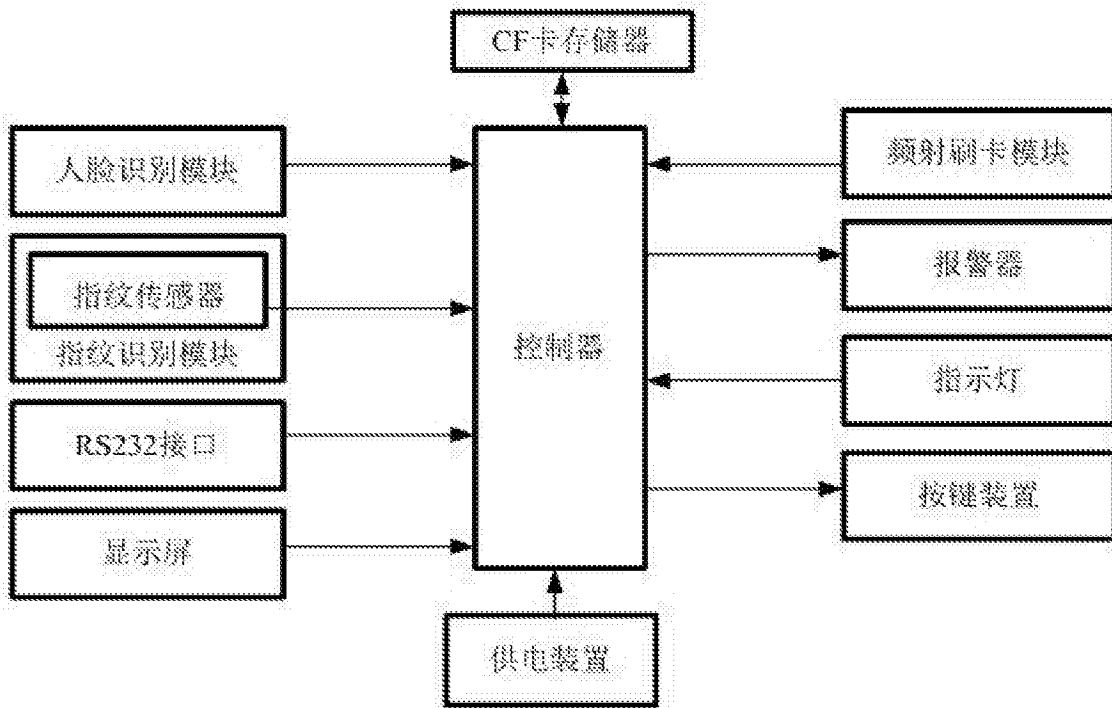 CF卡存储器
人脸识别模块
频射刷卡模块
指纹传感器
报警器
指纹识别模块
控制器
指示灯
RS232接口
按键装置
显示屏
供电装置